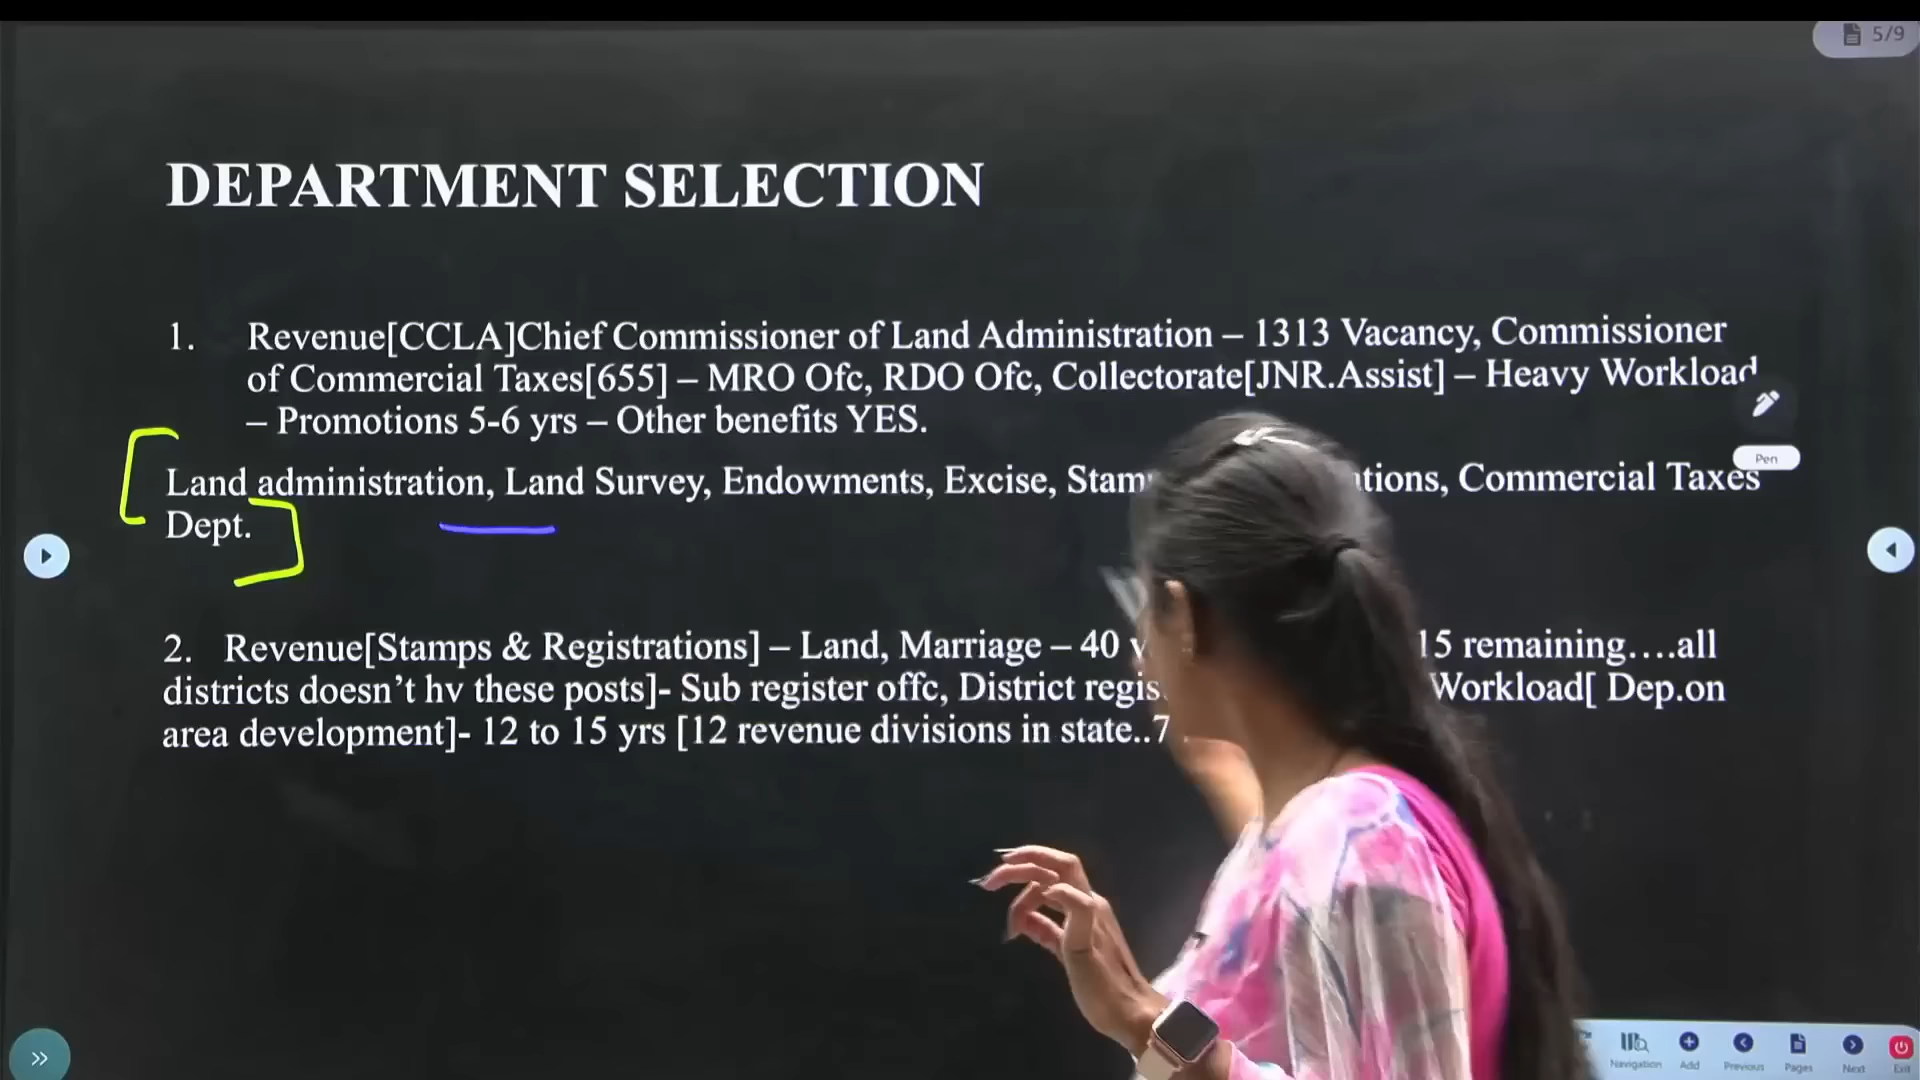 5/9
DEPARTMENT SELECTION
1. Revenue[CCLA]Chief Commissioner of Land Administration – 1313 Vacancy, Commissioner
of Commercial Taxes[655] – MRO Ofc, RDO Ofc, Collectorate[JNR.Assist] – Heavy Workload
– Promotions 5-6 yrs – Other benefits YES.
Pen
Land administration, Land Survey, Endowments, Excise, Commercial Taxes
Dept.
2. Revenue[Stamps & Registrations] – Land, Marriage – 40 15 remaining….all
districts doesn’t hv these posts]- Sub register offc, District Workload[ Dep.on
area development]- 12 to 15 yrs [12 revenue divisions in state..7
Navigation Add Previous Pages Next Exit